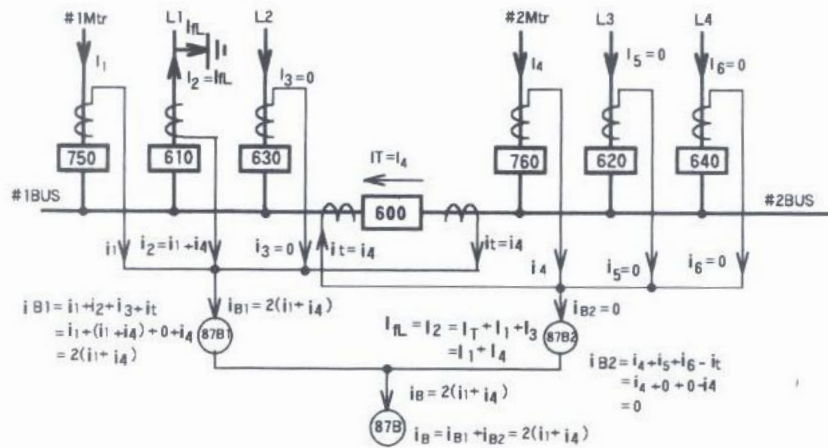 #1Mtr L1 IfL L2 #2Mtr L3 L4
I1 I2=IfL I3=0 I4 I5=0 I6=0
750 610 630 IT=I4 760 620 640
#1BUS 600 #2BUS
i1 i2=i1+i4 i3=0 it=i4 it=i4 i4 i5=0 i6=0
iB1=i1+i2+i3+it
=i1+(i1+i4)+0+i4
=2(i1+i4)
87B1
iB1=2(i1+i4)
IfL=I2=IT+I1+I3
=I1+I4
iB2=0
87B2
iB2=i4+i5+i6-it
=i4+0+0-i4
=0
iB=2(i1+i4)
87B
iB=iB1+iB2=2(i1+i4)